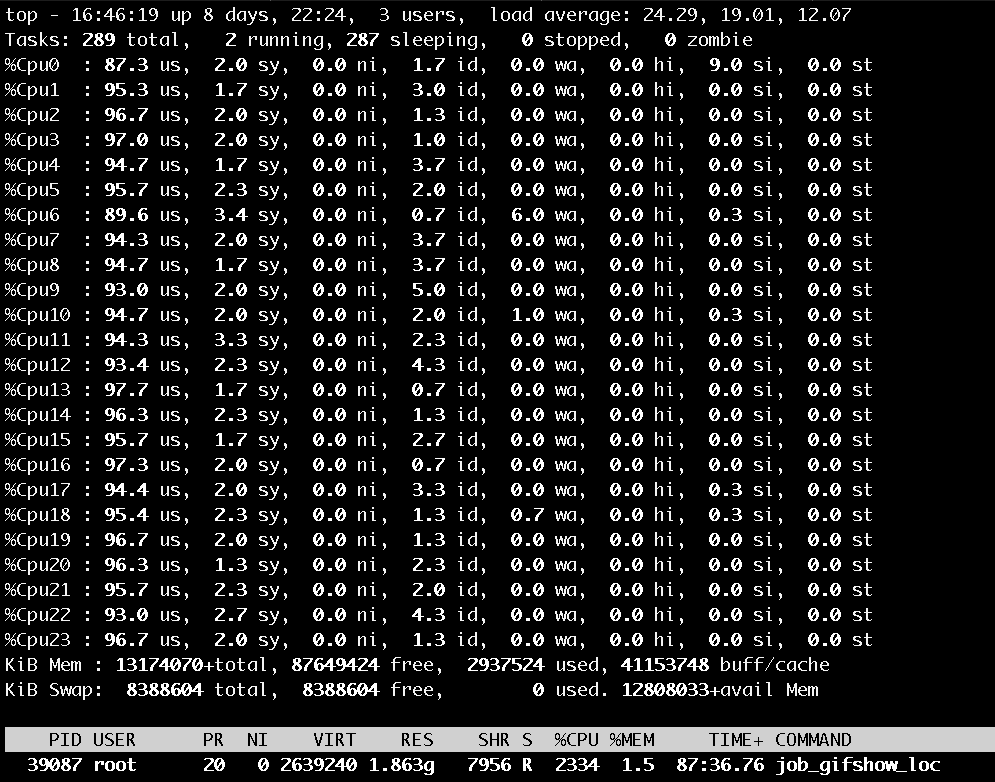 top - 16:46:19 up 8 days, 22:24,  3 users,  load average: 24.29, 19.01, 12.07
Tasks: 289 total,   2 running, 287 sleeping,   0 stopped,   0 zombie
%Cpu0  : 87.3 us,  2.0 sy,  0.0 ni,  1.7 id,  0.0 wa,  0.0 hi,  9.0 si,  0.0 st
%Cpu1  : 95.3 us,  1.7 sy,  0.0 ni,  3.0 id,  0.0 wa,  0.0 hi,  0.0 si,  0.0 st
%Cpu2  : 96.7 us,  2.0 sy,  0.0 ni,  1.3 id,  0.0 wa,  0.0 hi,  0.0 si,  0.0 st
%Cpu3  : 97.0 us,  2.0 sy,  0.0 ni,  1.0 id,  0.0 wa,  0.0 hi,  0.0 si,  0.0 st
%Cpu4  : 94.7 us,  1.7 sy,  0.0 ni,  3.7 id,  0.0 wa,  0.0 hi,  0.0 si,  0.0 st
%Cpu5  : 95.7 us,  2.3 sy,  0.0 ni,  2.0 id,  0.0 wa,  0.0 hi,  0.0 si,  0.0 st
%Cpu6  : 89.6 us,  3.4 sy,  0.0 ni,  0.7 id,  6.0 wa,  0.0 hi,  0.3 si,  0.0 st
%Cpu7  : 94.3 us,  2.0 sy,  0.0 ni,  3.7 id,  0.0 wa,  0.0 hi,  0.0 si,  0.0 st
%Cpu8  : 94.7 us,  1.7 sy,  0.0 ni,  3.7 id,  0.0 wa,  0.0 hi,  0.0 si,  0.0 st
%Cpu9  : 93.0 us,  2.0 sy,  0.0 ni,  5.0 id,  0.0 wa,  0.0 hi,  0.0 si,  0.0 st
%Cpu10 : 94.7 us,  2.0 sy,  0.0 ni,  2.0 id,  1.0 wa,  0.0 hi,  0.3 si,  0.0 st
%Cpu11 : 94.3 us,  3.3 sy,  0.0 ni,  2.3 id,  0.0 wa,  0.0 hi,  0.0 si,  0.0 st
%Cpu12 : 93.4 us,  2.3 sy,  0.0 ni,  4.3 id,  0.0 wa,  0.0 hi,  0.0 si,  0.0 st
%Cpu13 : 97.7 us,  1.7 sy,  0.0 ni,  0.7 id,  0.0 wa,  0.0 hi,  0.0 si,  0.0 st
%Cpu14 : 96.3 us,  2.3 sy,  0.0 ni,  1.3 id,  0.0 wa,  0.0 hi,  0.0 si,  0.0 st
%Cpu15 : 95.7 us,  1.7 sy,  0.0 ni,  2.7 id,  0.0 wa,  0.0 hi,  0.0 si,  0.0 st
%Cpu16 : 97.3 us,  2.0 sy,  0.0 ni,  0.7 id,  0.0 wa,  0.0 hi,  0.0 si,  0.0 st
%Cpu17 : 94.4 us,  2.0 sy,  0.0 ni,  3.3 id,  0.0 wa,  0.0 hi,  0.3 si,  0.0 st
%Cpu18 : 95.4 us,  2.3 sy,  0.0 ni,  1.3 id,  0.7 wa,  0.0 hi,  0.3 si,  0.0 st
%Cpu19 : 96.7 us,  2.0 sy,  0.0 ni,  1.3 id,  0.0 wa,  0.0 hi,  0.0 si,  0.0 st
%Cpu20 : 96.3 us,  1.3 sy,  0.0 ni,  2.3 id,  0.0 wa,  0.0 hi,  0.0 si,  0.0 st
%Cpu21 : 95.7 us,  2.3 sy,  0.0 ni,  2.0 id,  0.0 wa,  0.0 hi,  0.0 si,  0.0 st
%Cpu22 : 93.0 us,  2.7 sy,  0.0 ni,  4.3 id,  0.0 wa,  0.0 hi,  0.0 si,  0.0 st
%Cpu23 : 96.7 us,  2.0 sy,  0.0 ni,  1.3 id,  0.0 wa,  0.0 hi,  0.0 si,  0.0 st
KiB Mem : 13174070+total, 87649424 free,  2937524 used, 41153748 buff/cache
KiB Swap:  8388604 total,  8388604 free,        0 used. 12808033+avail Mem
PID USER      PR  NI    VIRT    RES    SHR S  %CPU %MEM     TIME+ COMMAND
39087 root      20   0 2639240 1.863g   7956 R  2334  1.5  87:36.76 job_gifshow_loc